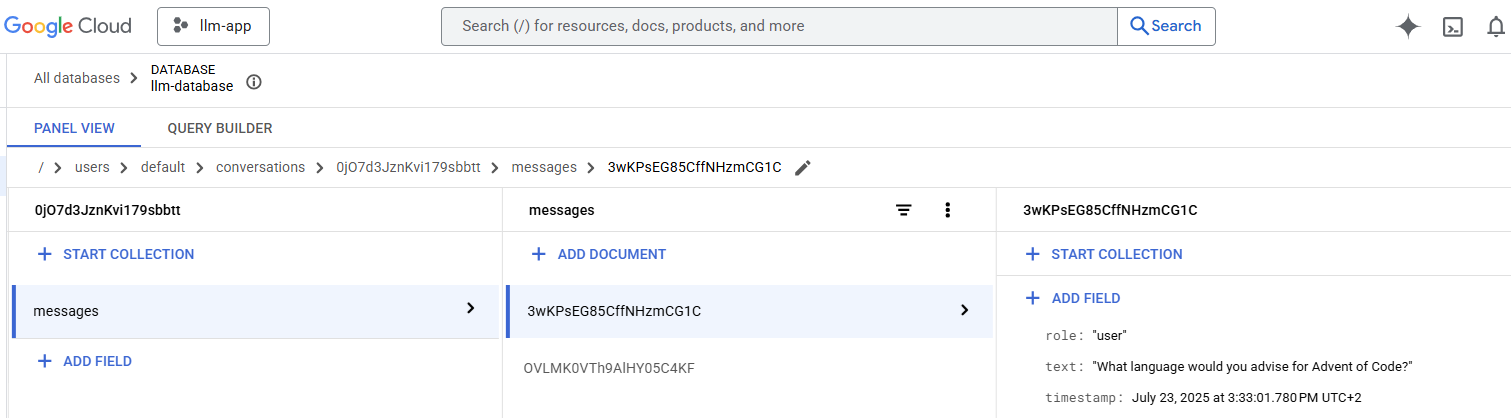 Google Cloud
llm-app
Search (/) for resources, docs, products, and more
Search
All databases
DATABASE
llm-database
PANEL VIEW
QUERY BUILDER
/ > users > default > conversations > 0jO7d3JznKvi179sbbtt > messages > 3wKPsEG85CffNHzmCG1C
0jO7d3JznKvi179sbbtt
START COLLECTION
messages
ADD FIELD
messages
ADD DOCUMENT
3wKPsEG85CffNHzmCG1C
OVLMK0VTh9AlHY05C4KF
3wKPsEG85CffNHzmCG1C
START COLLECTION
ADD FIELD
role: "user"
text: "What language would you advise for Advent of Code?"
timestamp: July 23, 2025 at 3:33:01.780 PM UTC+2